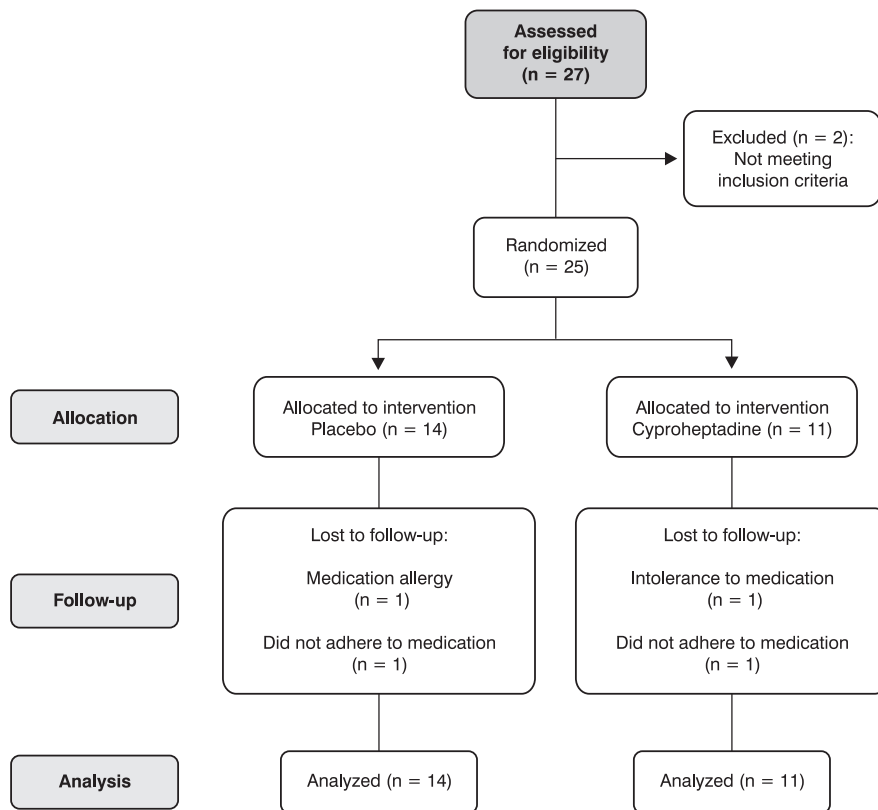 Assessed
for eligibility
(n = 27)
Excluded (n = 2):
Not meeting
inclusion criteria
Randomized
(n = 25)
Allocation
Allocated to intervention
Placebo (n = 14)
Allocated to intervention
Cyproheptadine (n = 11)
Follow-up
Lost to follow-up:
Medication allergy
(n = 1)
Did not adhere to medication
(n = 1)
Lost to follow-up:
Intolerance to medication
(n = 1)
Did not adhere to medication
(n = 1)
Analysis
Analyzed (n = 14)
Analyzed (n = 11)